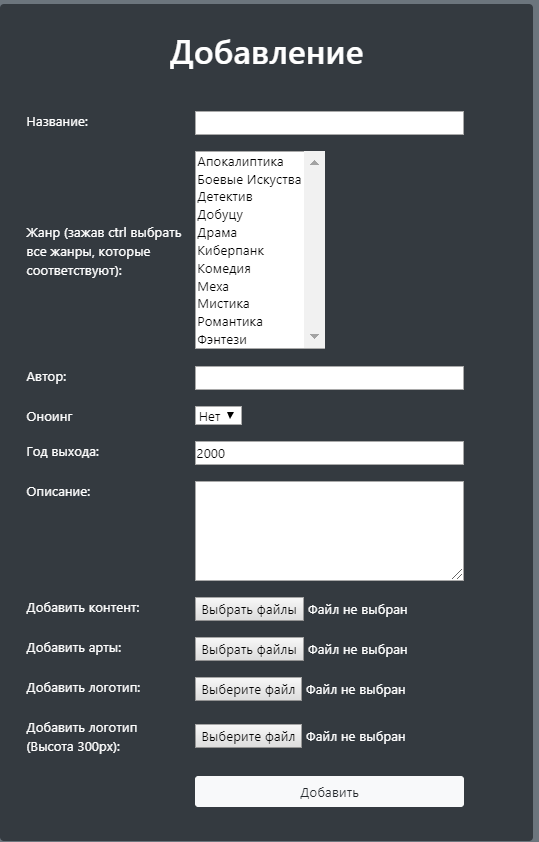 Добавление
Название:
Апокалиптика
Боевые Искуства
Детектив
Добуцу
Драма
Киберпанк
Комедия
Меха
Мистика
Романтика
Фэнтези
Жанр (зажав ctrl выбрать
все жанры, которые
соответствуют):
Автор:
Оноинг
Нет
Год выхода:
2000
Описание:
Добавить контент:
Выбрать файлы Файл не выбран
Добавить арты:
Выбрать файлы Файл не выбран
Добавить логотип:
Выберите файл Файл не выбран
Добавить логотип
(Высота 300px):
Выберите файл Файл не выбран
Добавить